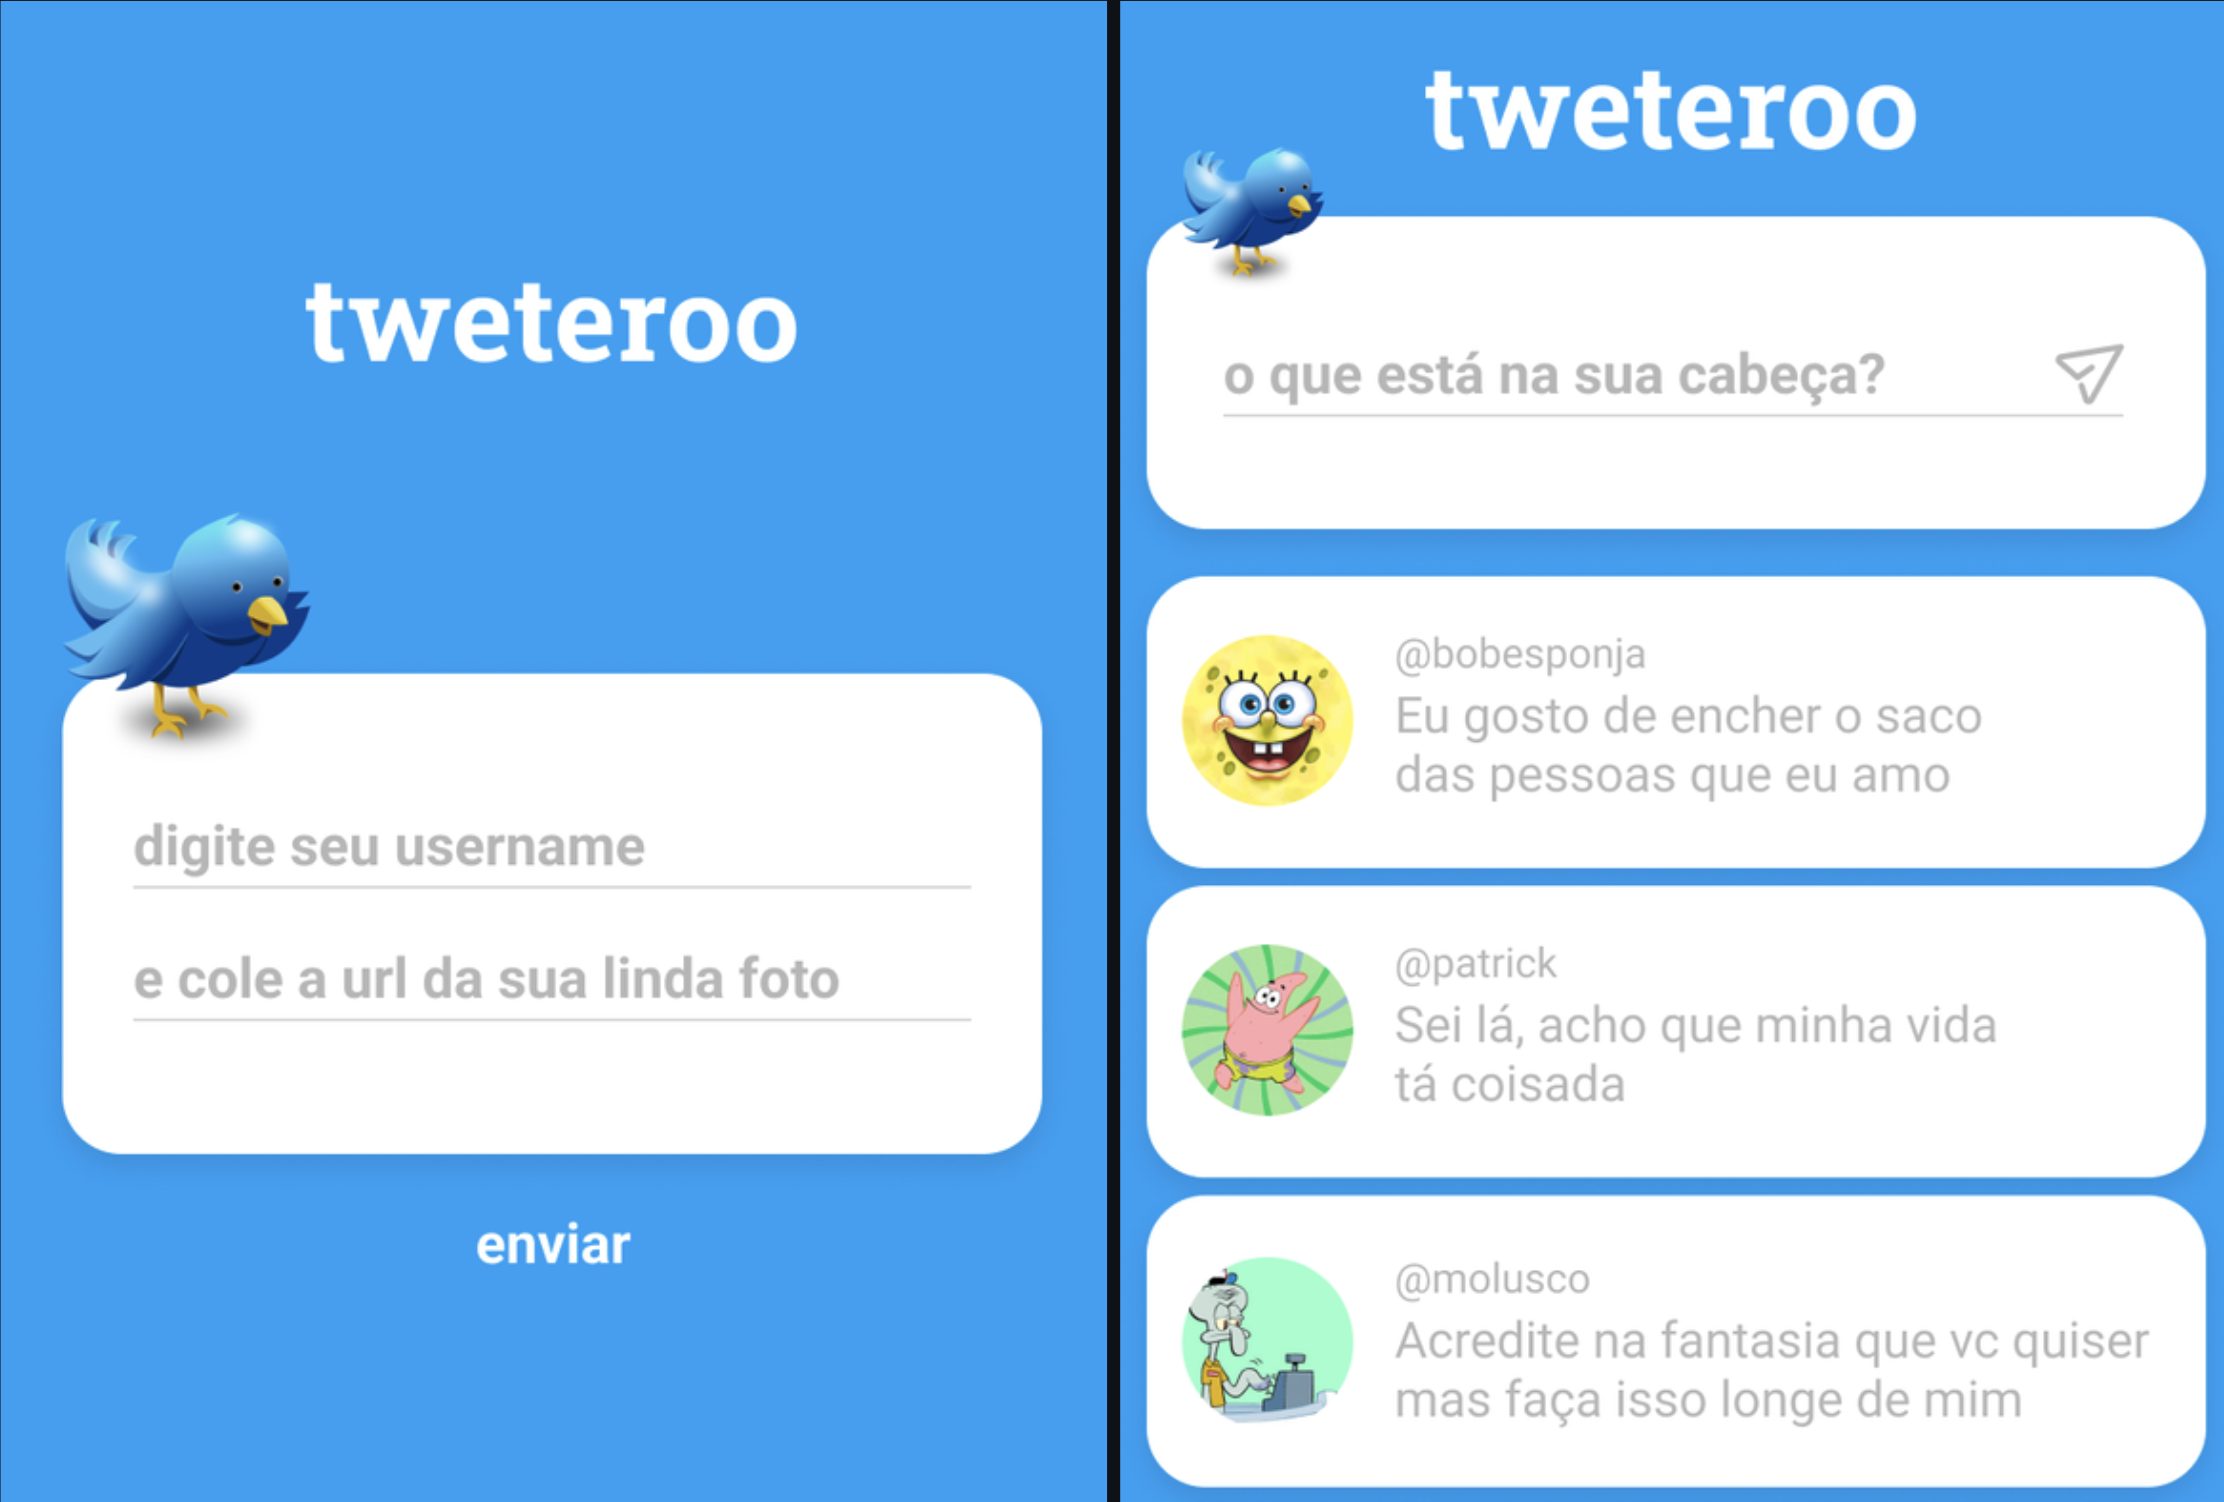 tweteroo
digite seu username
e cole a url da sua linda foto
enviar
tweteroo
o que está na sua cabeça?
@bobesponja
Eu gosto de encher o saco
das pessoas que eu amo
@patrick
Sei lá, acho que minha vida
tá coisada
@molusco
Acredite na fantasia que vc quiser
mas faça isso longe de mim